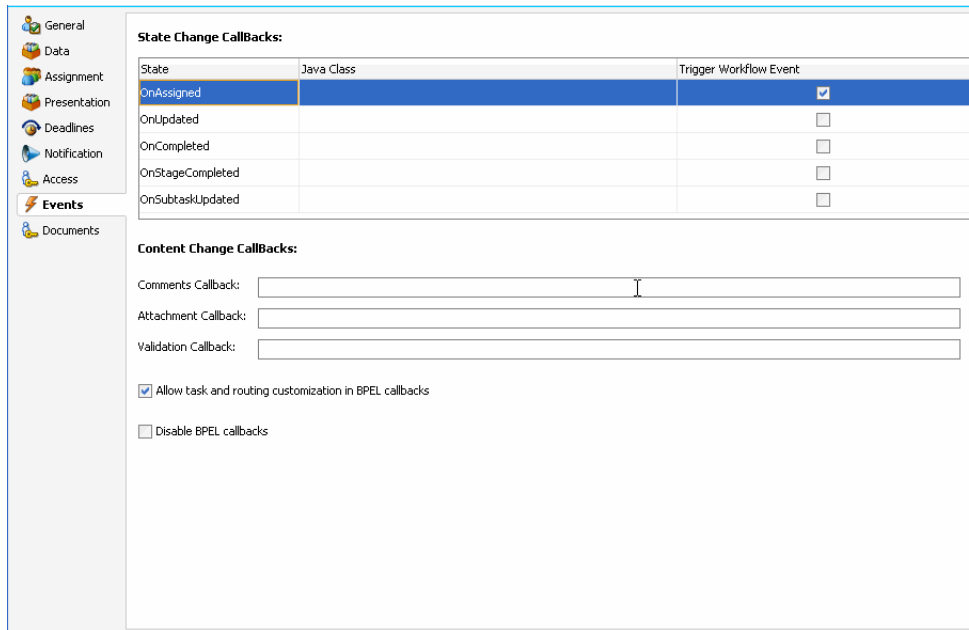 General
Data
Assignment
Presentation
Deadlines
Notification
Access
Events
Documents
State Change CallBacks:
State Java Class Trigger Workflow Event
OnAssigned
OnUpdated
OnCompleted
OnStageCompleted
OnSubtaskUpdated
Content Change CallBacks:
Comments Callback:
Attachment Callback:
Validation Callback:
Allow task and routing customization in BPEL callbacks
Disable BPEL callbacks